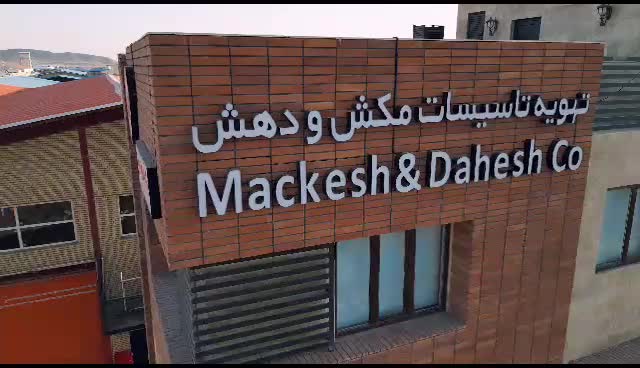 تهویه تاسیسات مکش و دهش
Mackesh& Dahesh Co